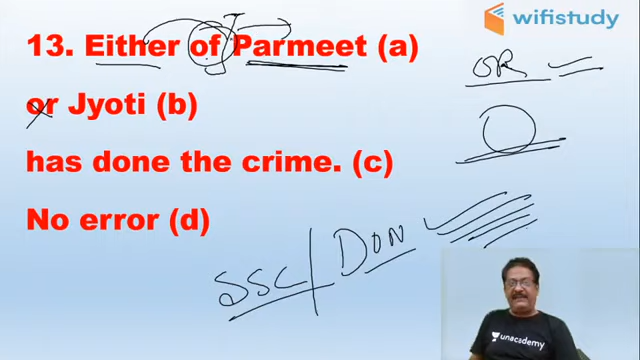 wifistudy
13. Either of Parmeet (a)
OR
or Jyoti (b)
has done the crime. (c)
No error (d)
SSC/DON
unacademy